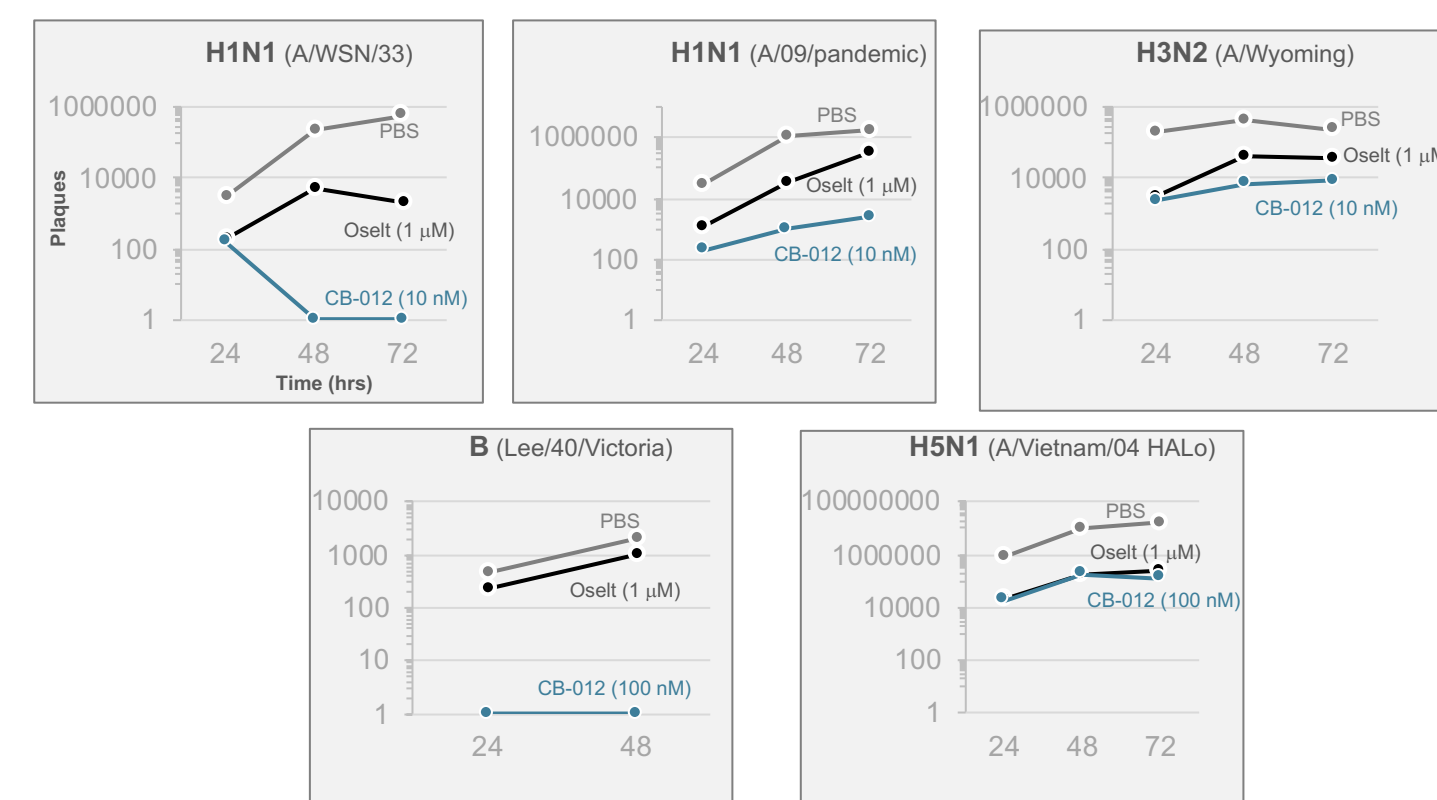 H1N1 (A/WSN/33)
1000000
10000
100
1
Plaques
PBS
Oselt (1 μM)
CB-012 (10 nM)
24 48 72
Time (hrs)
H1N1 (A/09/pandemic)
1000000
10000
100
1
PBS
Oselt (1 μM)
CB-012 (10 nM)
24 48 72
H3N2 (A/Wyoming)
1000000
10000
100
1
PBS
Oselt (1 μM
CB-012 (10 nM)
24 48 72
B (Lee/40/Victoria)
10000
1000
100
10
1
PBS
Oselt (1 μM)
CB-012 (100 nM)
24 48
H5N1 (A/Vietnam/04 HALo)
100000000
1000000
10000
100
1
PBS
Oselt (1 μM)
CB-012 (100 nM)
24 48 72